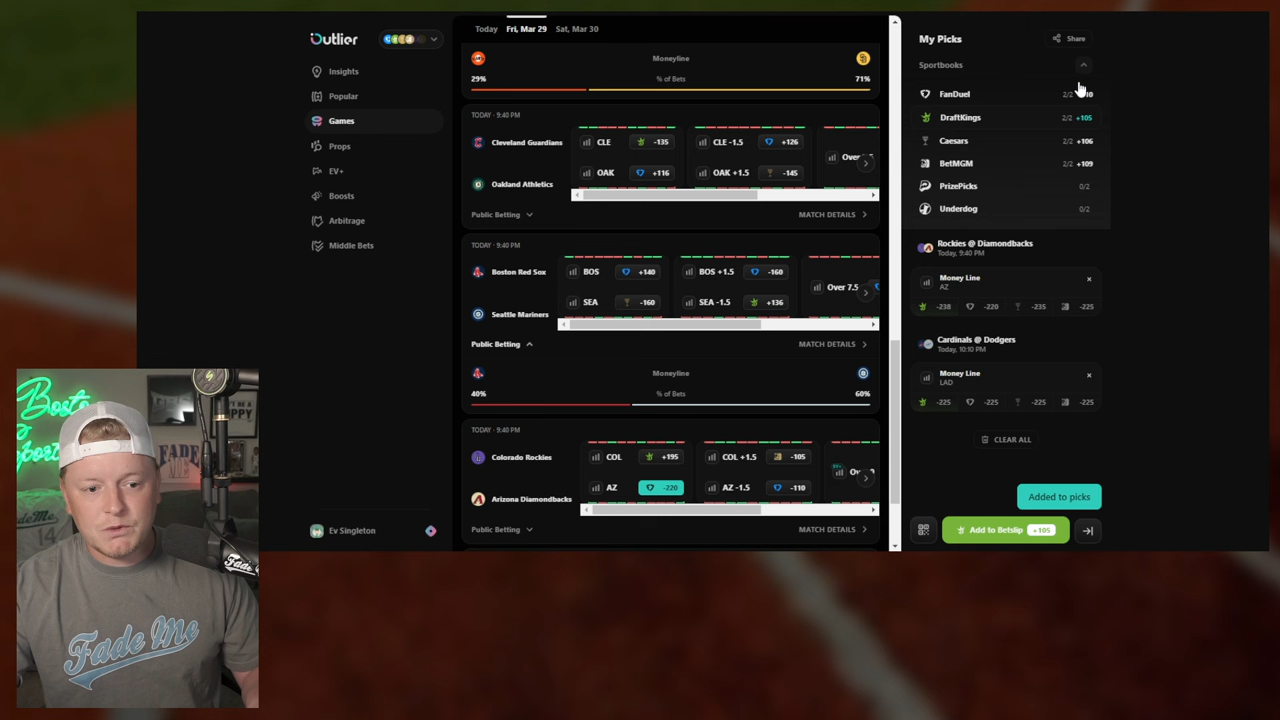 Outlier
Insights
Popular
Games
Props
EV+
Boosts
Arbitrage
Middle Bets
Ev Singleton
Today Fri, Mar 29 Sat, Mar 30
Moneyline
29% % of Bets 71%
TODAY · 9:40 PM
Cleveland Guardians CLE -135 CLE -1.5 +126
Oakland Athletics OAK +116 OAK +1.5 -145
Public Betting MATCH DETAILS
TODAY · 9:40 PM
Boston Red Sox BOS +140 BOS +1.5 -160 Over 7.5
Seattle Mariners SEA -160 SEA -1.5 +136
Public Betting MATCH DETAILS
Moneyline
40% % of Bets 60%
TODAY · 9:40 PM
Colorado Rockies COL +195 COL +1.5 -105
Arizona Diamondbacks AZ -220 AZ -1.5 -110
Public Betting MATCH DETAILS
My Picks Share
Sportbooks
FanDuel 2/2
DraftKings 2/2 +105
Caesars 2/2 +106
BetMGM 2/2 +109
PrizePicks 0/2
Underdog 0/2
Rockies @ Diamondbacks
Today, 9:40 PM
Money Line
AZ
-238 -220 -235 -225
Cardinals @ Dodgers
Today, 10:10 PM
Money Line
LAD
-225 -225 -225 -225
CLEAR ALL
Added to picks
Add to Betslip +105
Fade Me